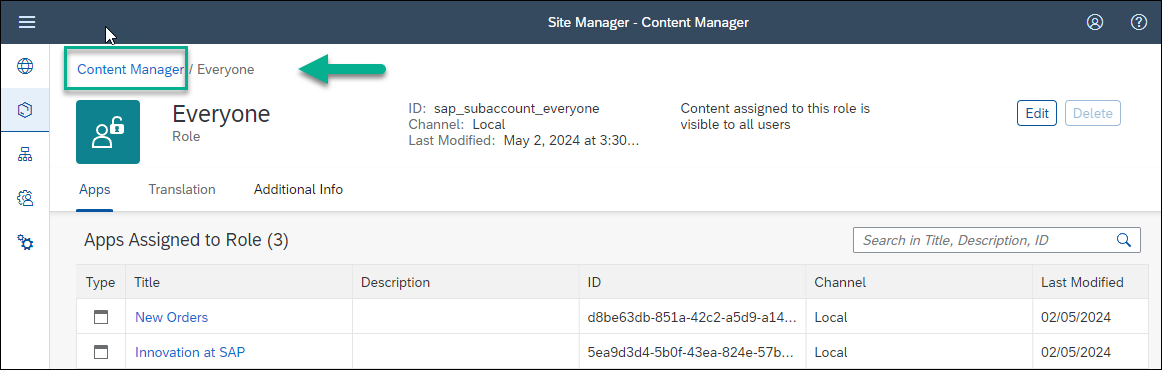 Site Manager - Content Manager
Content Manager / Everyone
Everyone
Role
ID: sap_subaccount_everyone
Channel: Local
Last Modified: May 2, 2024 at 3:30...
Content assigned to this role is
visible to all users
Edit
Delete
Apps
Translation
Additional Info
Apps Assigned to Role (3)
Search in Title, Description, ID
Type Title Description ID Channel Last Modified
New Orders d8be63db-851a-42c2-a5d9-a14... Local 02/05/2024
Innovation at SAP 5ea9d3d4-5b0f-43ea-824e-57b... Local 02/05/2024